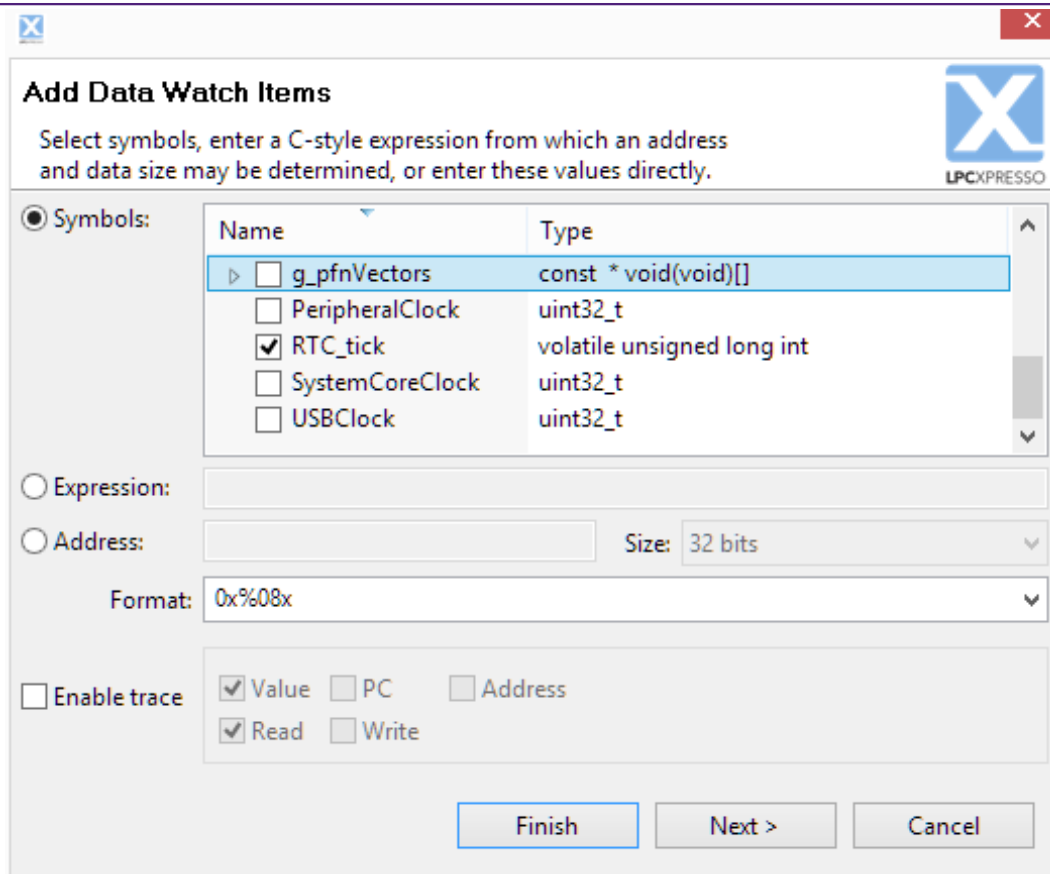 Add Data Watch Items
Select symbols, enter a C-style expression from which an address
and data size may be determined, or enter these values directly.
LPCXPRESSO
Symbols:
Name Type
g_pfnVectors const * void(void)[]
PeripheralClock uint32_t
RTC_tick volatile unsigned long int
SystemCoreClock uint32_t
USBClock uint32_t
Expression:
Address: Size: 32 bits
Format: 0x%08x
Enable trace Value PC Address
Read Write
Finish Next > Cancel